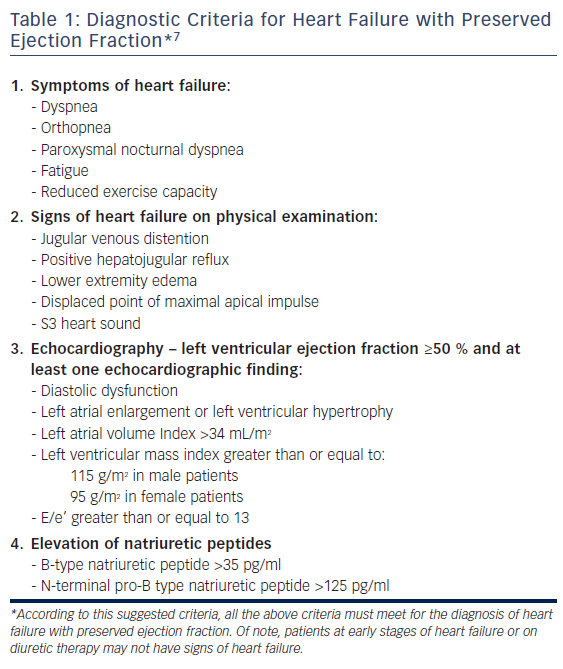 Table 1: Diagnostic Criteria for Heart Failure with Preserved
Ejection Fraction*⁷
1. Symptoms of heart failure:
- Dyspnea
- Orthopnea
- Paroxysmal nocturnal dyspnea
- Fatigue
- Reduced exercise capacity
2. Signs of heart failure on physical examination:
- Jugular venous distention
- Positive hepatojugular reflux
- Lower extremity edema
- Displaced point of maximal apical impulse
- S3 heart sound
3. Echocardiography – left ventricular ejection fraction ≥50 % and at
least one echocardiographic finding:
- Diastolic dysfunction
- Left atrial enlargement or left ventricular hypertrophy
- Left atrial volume Index >34 mL/m²
- Left ventricular mass index greater than or equal to:
115 g/m² in male patients
95 g/m² in female patients
- E/e’ greater than or equal to 13
4. Elevation of natriuretic peptides
- B-type natriuretic peptide >35 pg/ml
- N-terminal pro-B type natriuretic peptide >125 pg/ml
*According to this suggested criteria, all the above criteria must meet for the diagnosis of heart
failure with preserved ejection fraction. Of note, patients at early stages of heart failure or on
diuretic therapy may not have signs of heart failure.